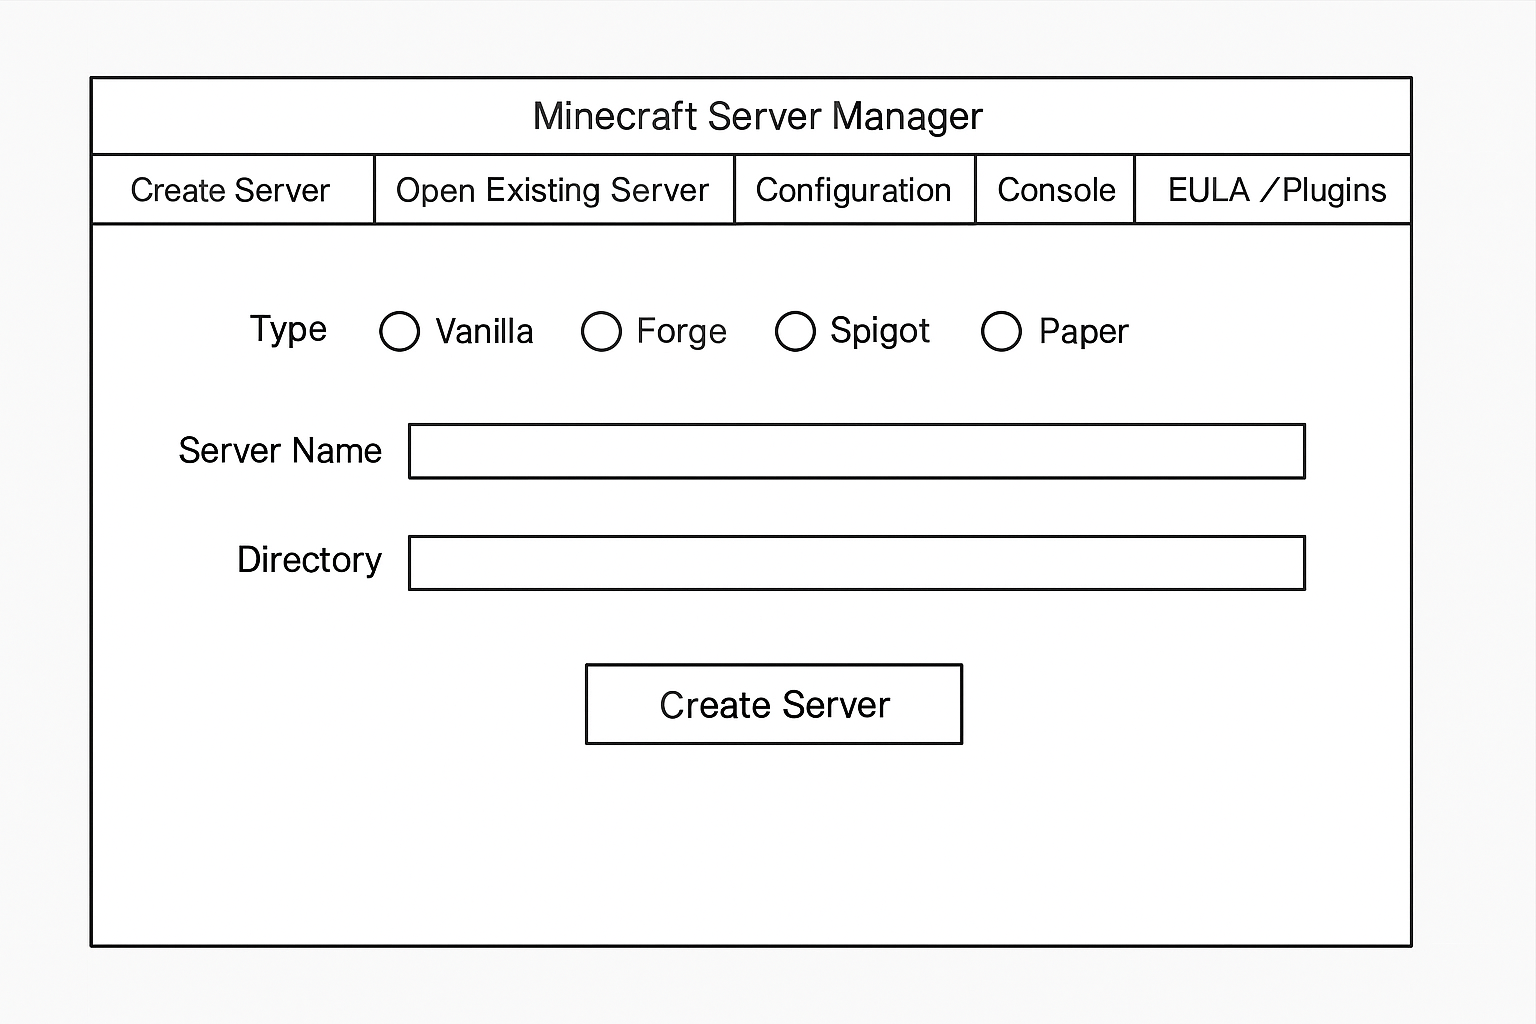 Minecraft Server Manager
Create Server Open Existing Server Configuration Console EULA /Plugins
Type Vanilla Forge Spigot Paper
Server Name
Directory
Create Server